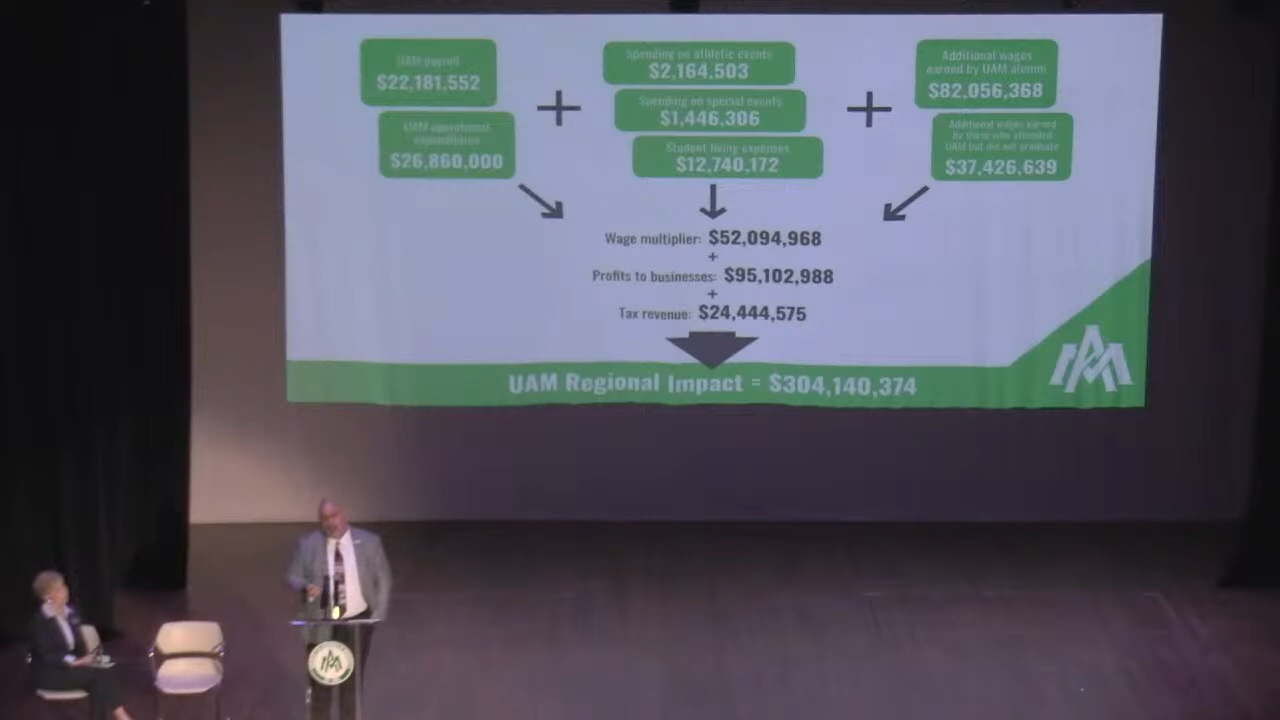 UAM payroll
$22,181,552
UAM operational
expenditures
$26,860,000
+
Spending on athletic events
$2,164,503
Spending on special events
$1,446,306
Student living expenses
$12,740,172
+
Additional wages
earned by UAM alumni
$82,056,368
Additional wages earned
by those who attended
UAM but did not graduate
$37,426,639
Wage multiplier: $52,094,968
+
Profits to businesses: $95,102,988
+
Tax revenue: $24,444,575
UAM Regional Impact = $304,140,374